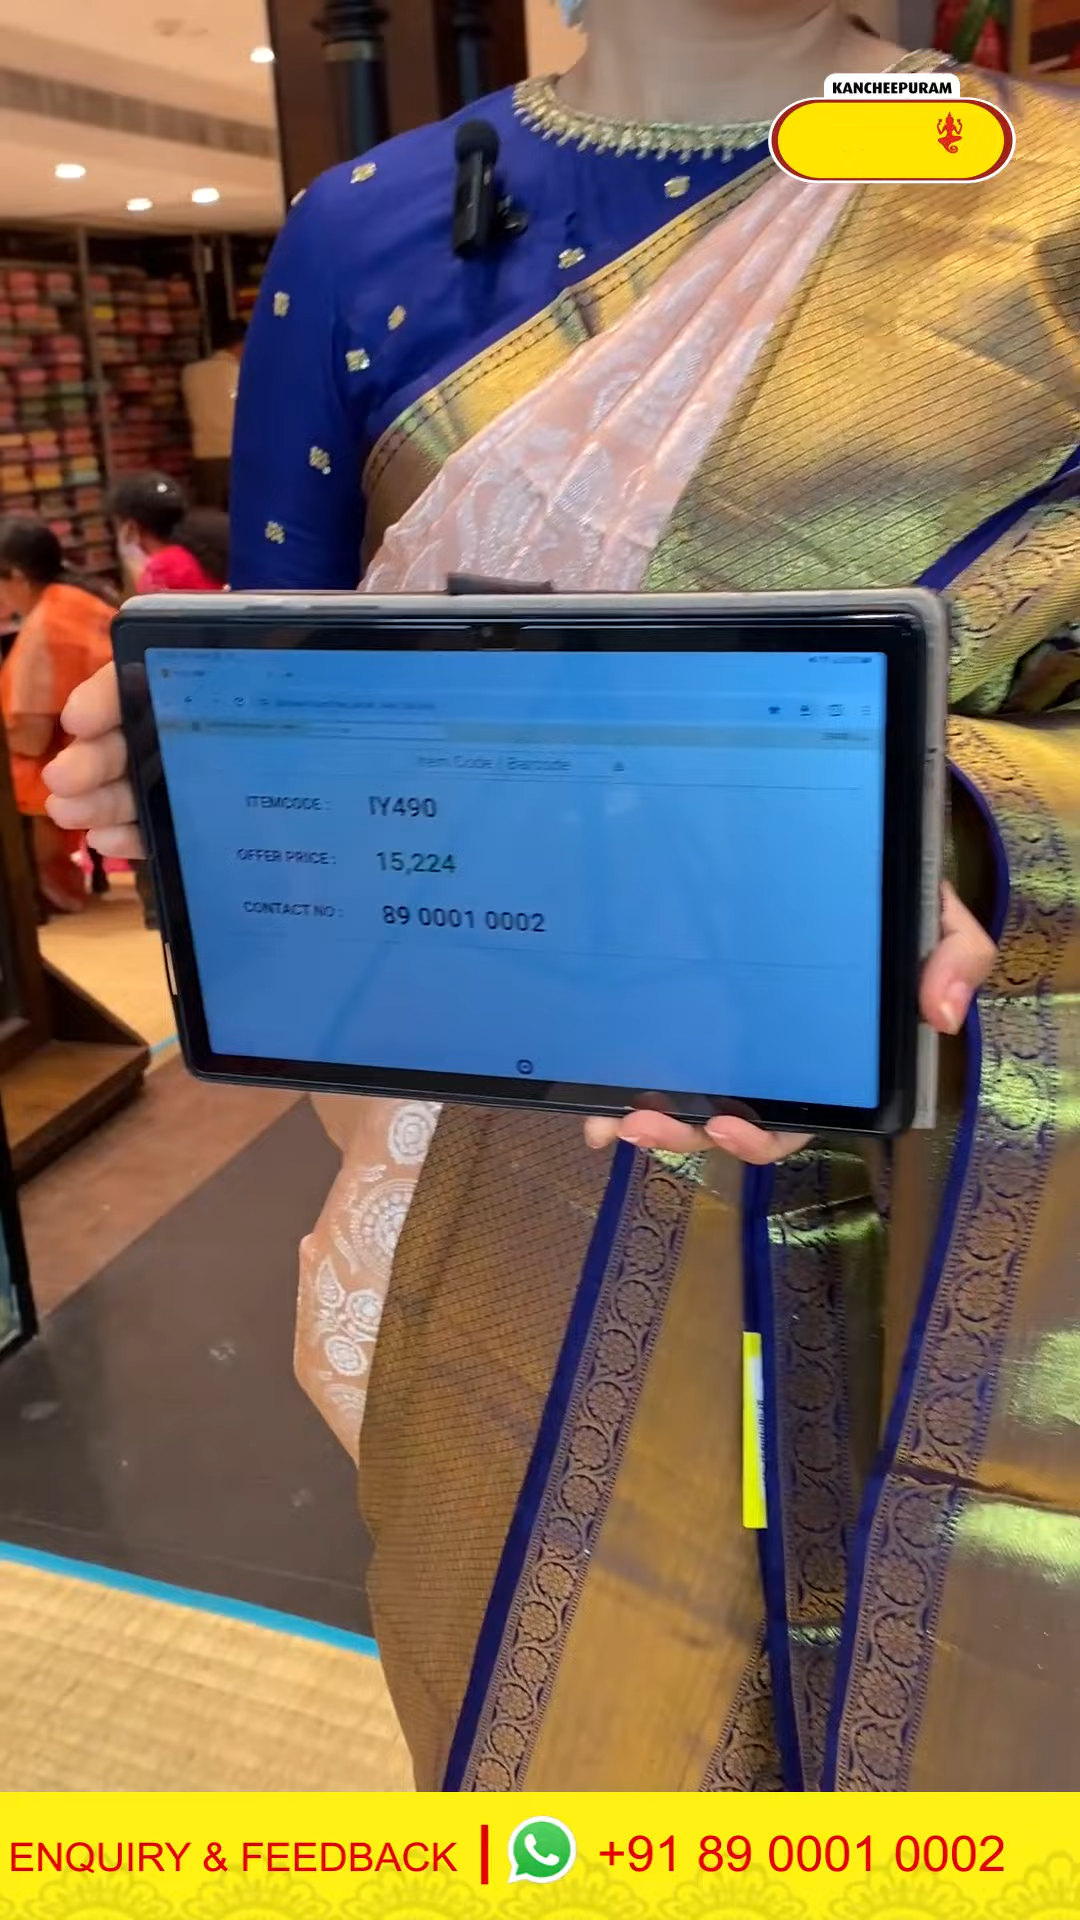 KANCHEEPURAM
Item Code / Barcode
ITEMCODE : IY490
OFFER PRICE : 15,224
CONTACT NO : 89 0001 0002
ENQUIRY & FEEDBACK | +91 89 0001 0002